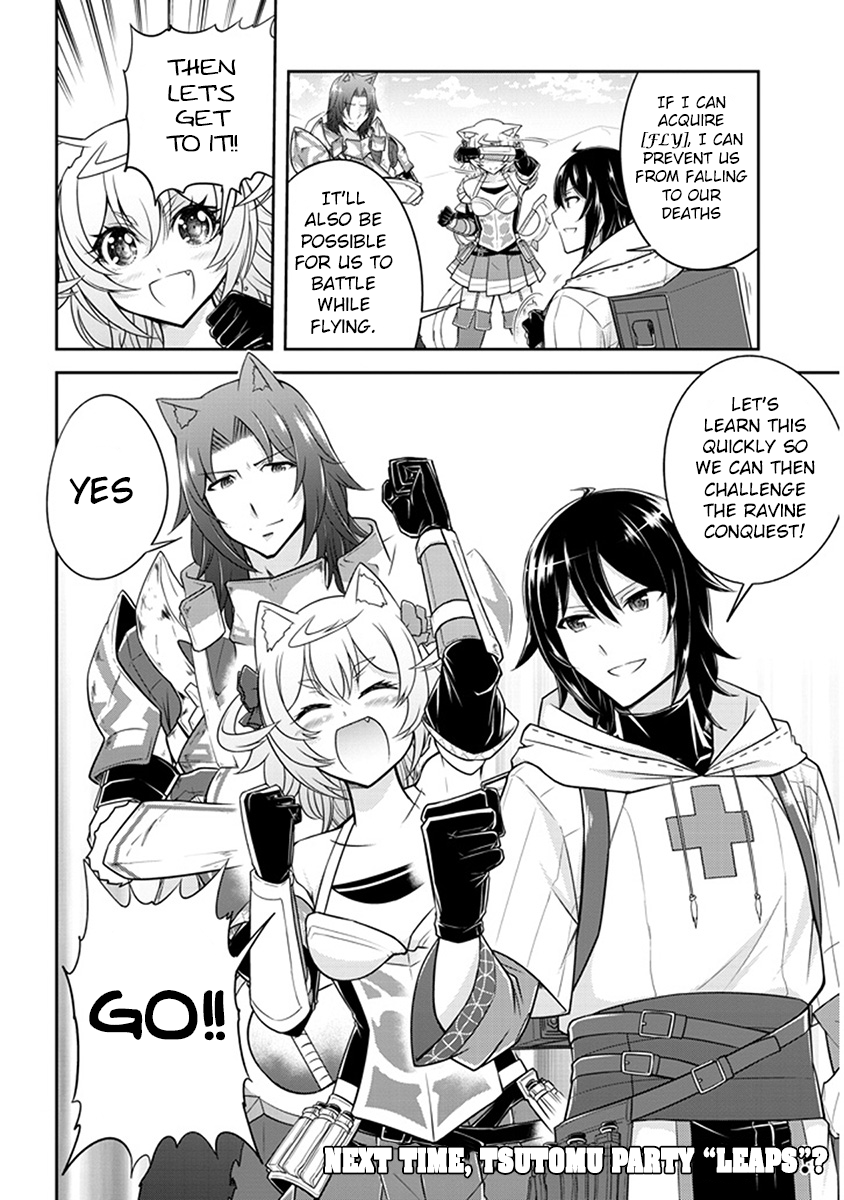 IF I CAN
ACQUIRE
[FLY], I CAN
PREVENT US
FROM FALLING
TO OUR
DEATHS
IT'LL
ALSO BE
POSSIBLE
FOR US TO
BATTLE
WHILE
FLYING.
THEN
LET'S
GET
TO IT!!
LET'S
LEARN THIS
QUICKLY SO
WE CAN THEN
CHALLENGE
THE RAVINE
CONQUEST!
YES
GO!!
NEXT TIME, TSUTOMU PARTY “LEAPS”?